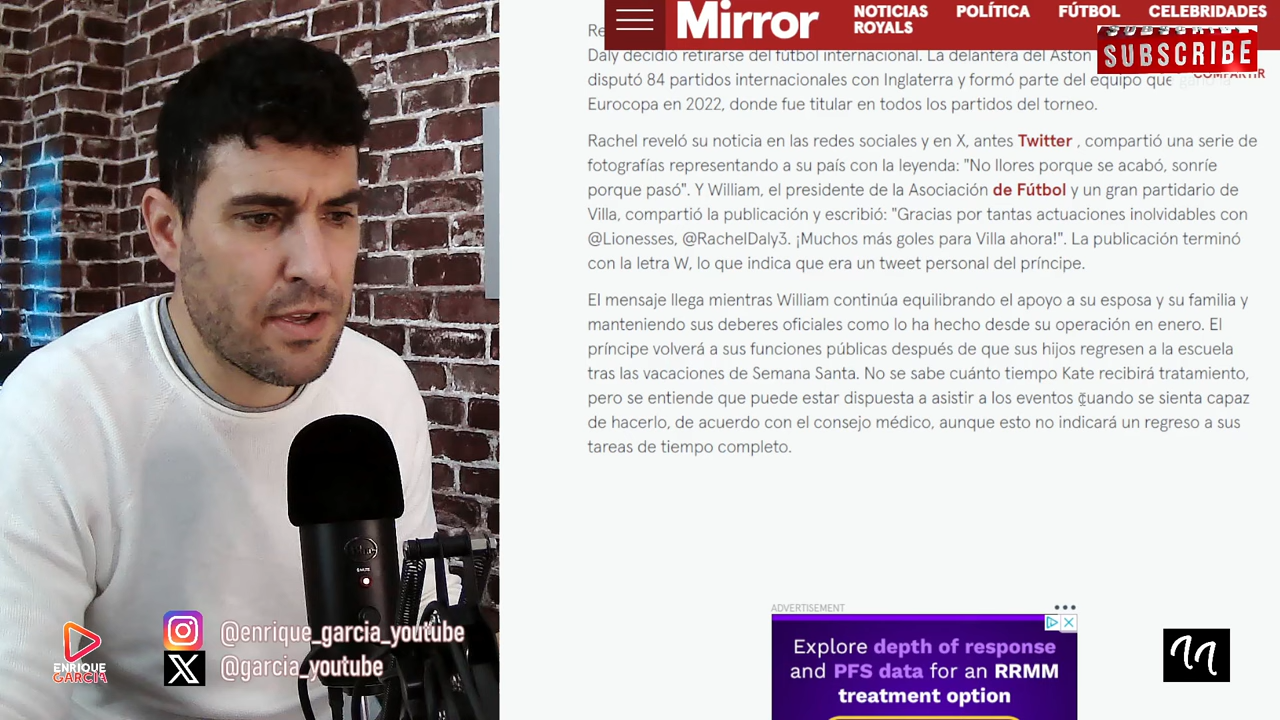 Mirror
NOTICIAS
ROYALS
POLÍTICA
FÚTBOL
CELEBRIDADES
SUBSCRIBE
COMPARTIR
Re
Daly decidió retirarse del fútbol internacional. La delantera del Aston
disputó 84 partidos internacionales con Inglaterra y formó parte del equipo que
Eurocopa en 2022, donde fue titular en todos los partidos del torneo.
Rachel reveló su noticia en las redes sociales y en X, antes Twitter , compartió una serie de
fotografías representando a su país con la leyenda: "No llores porque se acabó, sonríe
porque pasó". Y William, el presidente de la Asociación de Fútbol y un gran partidario de
Villa, compartió la publicación y escribió: "Gracias por tantas actuaciones inolvidables con
@Lionesses, @RachelDaly3. ¡Muchos más goles para Villa ahora!". La publicación terminó
con la letra W, lo que indica que era un tweet personal del príncipe.
El mensaje llega mientras William continúa equilibrando el apoyo a su esposa y su familia y
manteniendo sus deberes oficiales como lo ha hecho desde su operación en enero. El
príncipe volverá a sus funciones públicas después de que sus hijos regresen a la escuela
tras las vacaciones de Semana Santa. No se sabe cuánto tiempo Kate recibirá tratamiento,
pero se entiende que puede estar dispuesta a asistir a los eventos cuando se sienta capaz
de hacerlo, de acuerdo con el consejo médico, aunque esto no indicará un regreso a sus
tareas de tiempo completo.
ADVERTISEMENT
Explore depth of response
and PFS data for an RRMM
treatment option
@enrique_garcia_youtube
@garcia_youtube
ENRIQUE
GARCIA